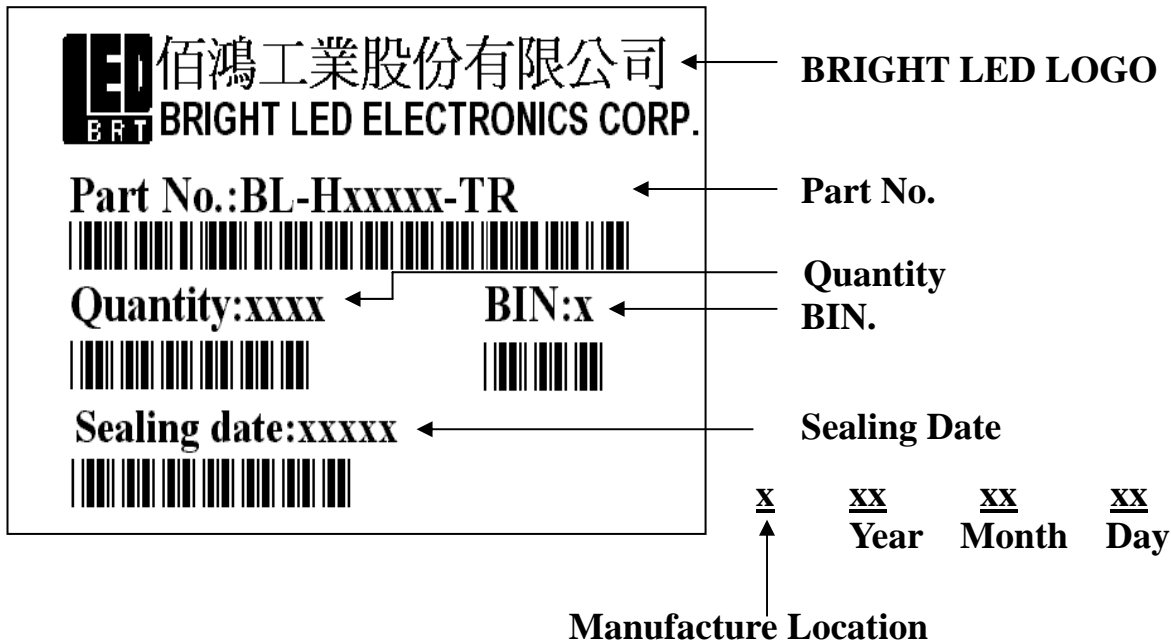 LED
BRT
佰鴻工業股份有限公司
BRIGHT LED ELECTRONICS CORP.
BRIGHT LED LOGO
Part No.:BL-Hxxxxx-TR
Part No.
Quantity:xxxx
BIN:x
Quantity
BIN.
Sealing date:xxxxx
Sealing Date
x xx xx xx
Year Month Day
Manufacture Location